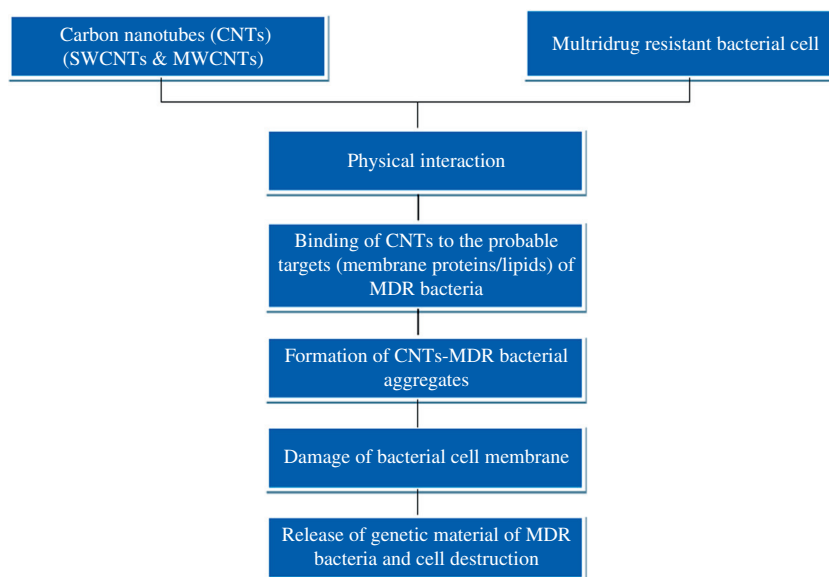 Carbon nanotubes (CNTs)
(SWCNTs & MWCNTs)
Multridrug resistant bacterial cell
Physical interaction
Binding of CNTs to the probable
targets (membrane proteins/lipids) of
MDR bacteria
Formation of CNTs-MDR bacterial
aggregates
Damage of bacterial cell membrane
Release of genetic material of MDR
bacteria and cell destruction